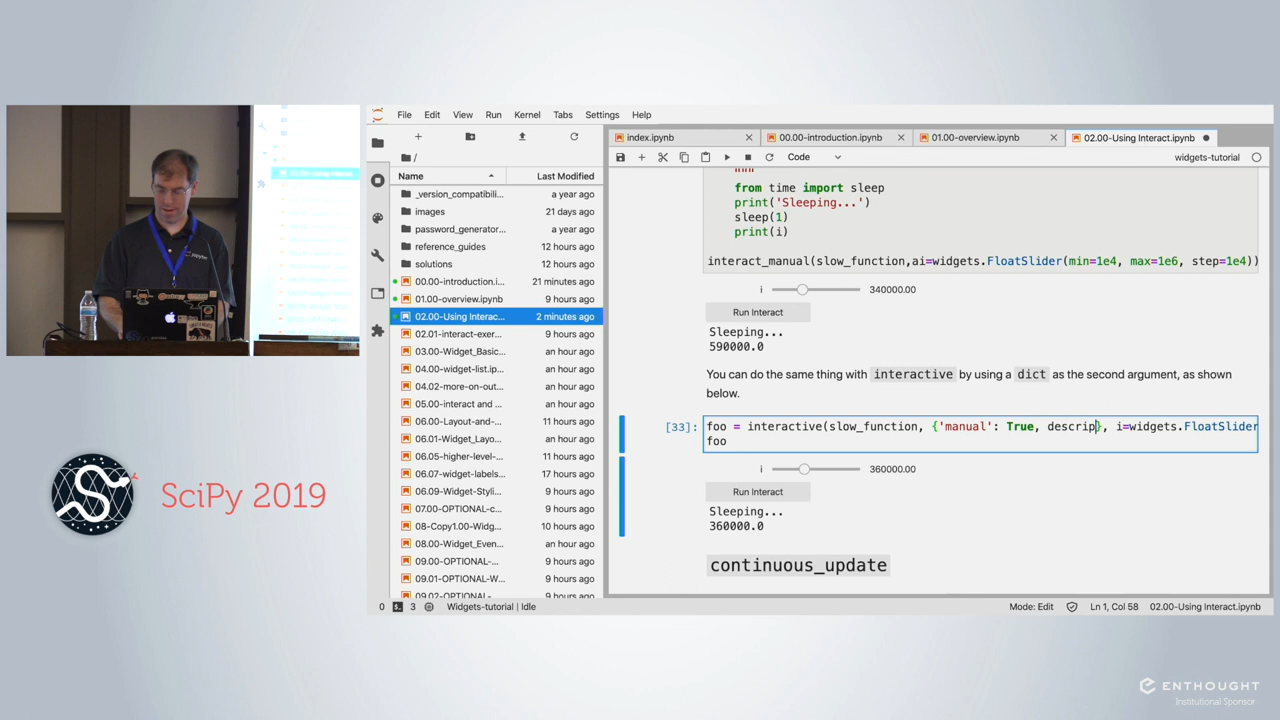 File Edit View Run Kernel Tabs Settings Help
index.ipynb
00.00-introduction.ipynb
01.00-overview.ipynb
02.00-Using Interact.ipynb
Code
widgets-tutorial
/
Name Last Modified
_version_compatibili... a year ago
images 21 days ago
password_generator... a year ago
reference_guides 12 hours ago
solutions 12 hours ago
00.00-introduction.i... 21 minutes ago
01.00-overview.ipynb 9 hours ago
02.00-Using Interac... 2 minutes ago
02.01-interact-exer... 9 hours ago
03.00-Widget_Basic... an hour ago
04.00-widget-list.ip... an hour ago
04.02-more-on-out... an hour ago
05.00-interact and ... an hour ago
06.00-Layout-and-... 11 hours ago
06.01-Widget_Layo... an hour ago
06.05-higher-level-... an hour ago
06.07-widget-labels... 17 hours ago
06.09-Widget-Styli... an hour ago
07.00-OPTIONAL-c... an hour ago
08-Copy1.00-Widg... 10 hours ago
08.00-Widget_Even... an hour ago
09.00-OPTIONAL-... 9 hours ago
09.01-OPTIONAL-W... 9 hours ago
09.02-OPTIONAL-... 9 hours ago
"""
from time import sleep
print('Sleeping...')
sleep(1)
print(i)
interact_manual(slow_function,ai=widgets.FloatSlider(min=1e4, max=1e6, step=1e4))
i 340000.00
Run Interact
Sleeping...
590000.0
You can do the same thing with interactive by using a dict as the second argument, as shown
below.
[33]: foo = interactive(slow_function, {'manual': True, descrip}, i=widgets.FloatSlider
foo
i 360000.00
Run Interact
Sleeping...
360000.0
continuous_update
0 3 Widgets-tutorial | Idle Mode: Edit Ln 1, Col 58 02.00-Using Interact.ipynb
SciPy 2019
ENTHOUGHT
Institutional Sponsor